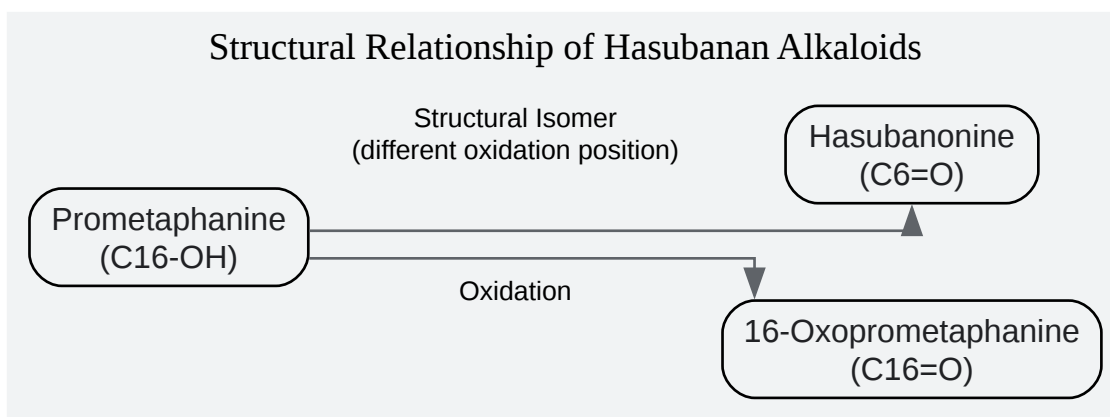 Structural Relationship of Hasubanan Alkaloids
Structural Isomer
(different oxidation position)
Hasubanonine
(C6=O)
Prometaphanine
(C16-OH)
Oxidation
16-Oxoprometaphanine
(C16=O)